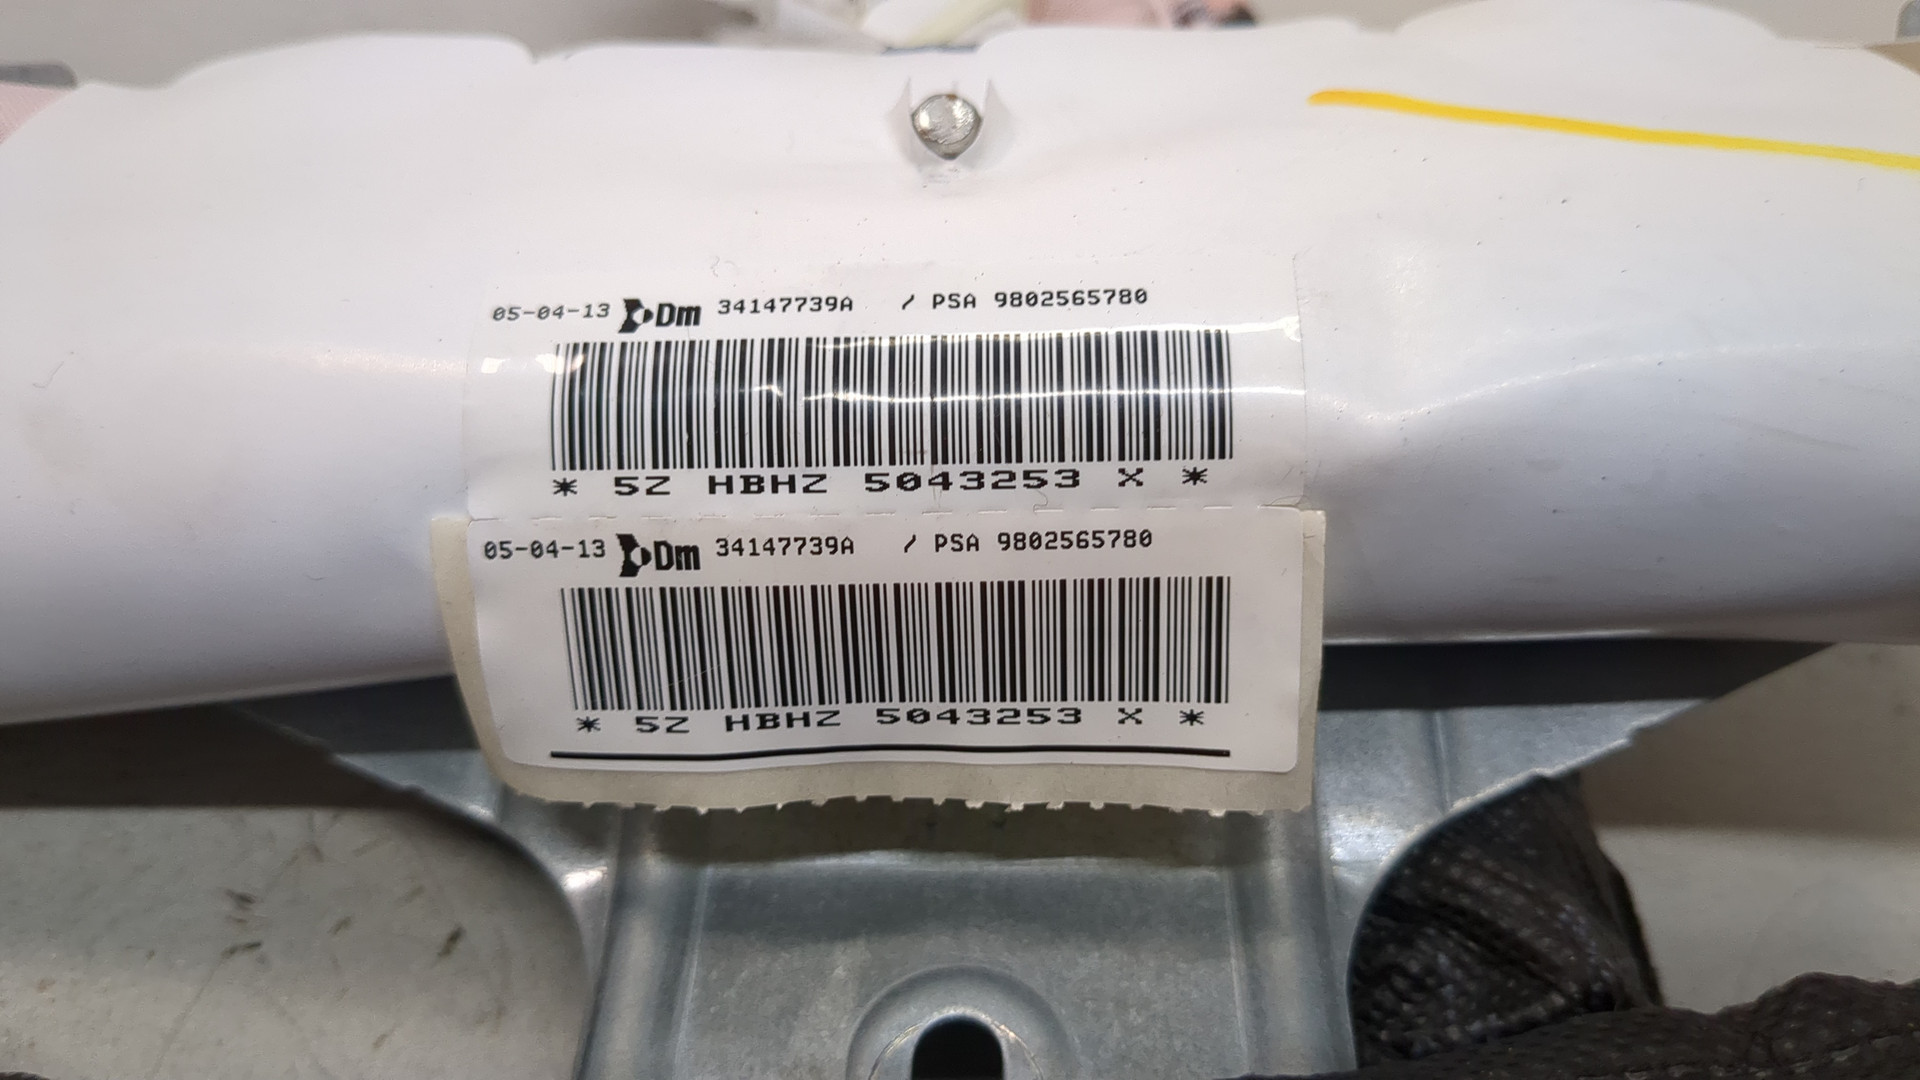 05-04-13 Dm 34147739A / PSA 9802565780
* 5Z HBHZ 5043253 X *
05-04-13 Dm 34147739A / PSA 9802565780
* 5Z HBHZ 5043253 X *